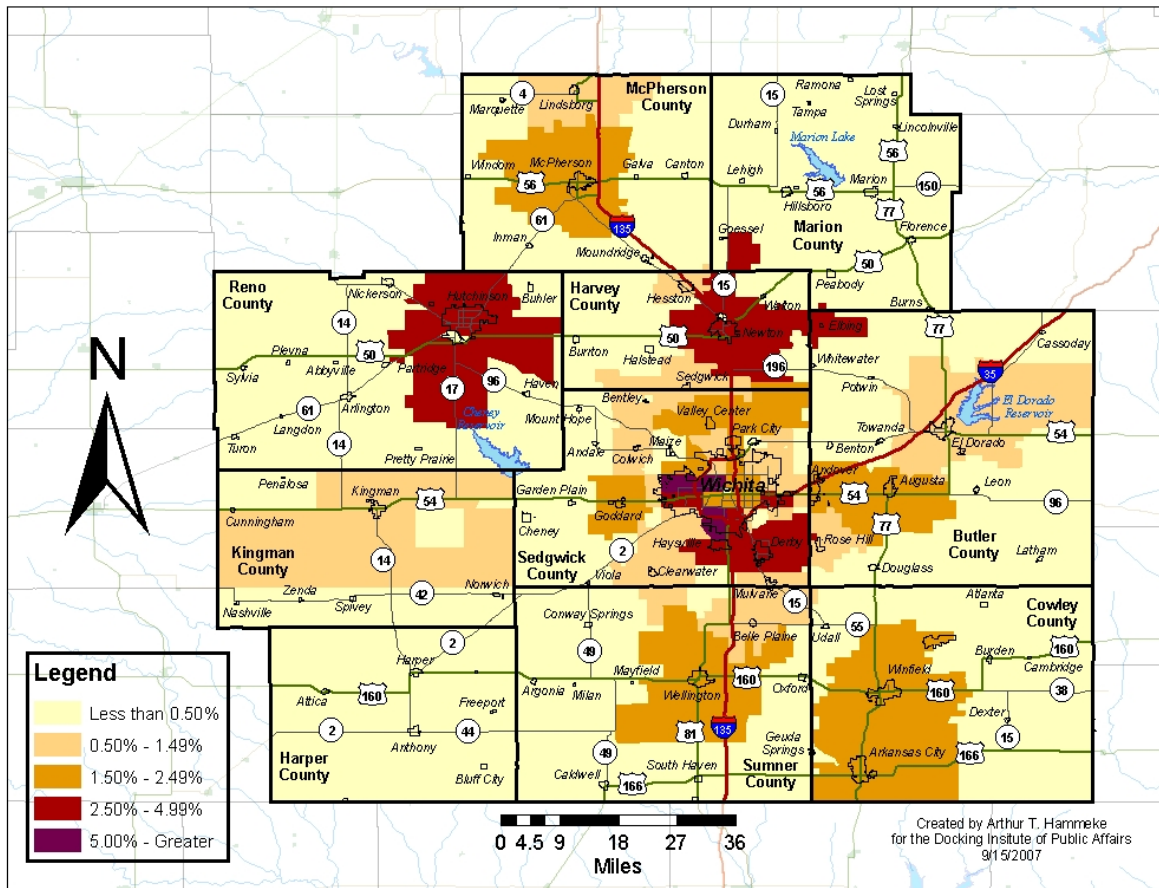 McPherson
County
4
Marquette
Lindsborg
Windom
McPherson
56
Galva
Canton
61
135
Inman
Moundridge
15
Ramona
Lost
Springs
Tampa
Durham
Lincolnville
Marion Lake
56
Lehigh
56
Marion
150
Hillsboro
77
Goessel
Marion
County
Florence
50
Peabody
Burns
Reno
County
Nickerson
Hutchinson
Buhler
14
Plevna
50
Sylvia
Abbyville
Partridge
17
96
Haven
61
Arlington
Langdon
14
Turon
Cheney
Reservoir
Mount Hope
Pretty Prairie
Harvey
County
Hesston
15
Walton
Newton
Elbing
50
Burrton
Halstead
Sedgwick
196
Whitewater
77
Cassoday
35
Potwin
El Dorado
Reservoir
Towanda
54
El Dorado
Benton
Andover
54
Augusta
Leon
96
77
Rose Hill
Butler
County
Latham
Douglass
Bentley
Valley Center
Park City
Maize
Andale
Colwich
Wichita
Garden Plain
Goddard
Cheney
Haysville
Derby
2
Sedgwick
County
Clearwater
Viola
Mulvane
Penalosa
Kingman
54
Cunningham
Kingman
County
14
42
Norwich
Zenda
Nashville
Spivey
N
2
Harper
160
Attica
Freeport
2
44
Anthony
Harper
County
Bluff City
Conway Springs
15
49
Belle Plaine
Mayfield
160
Argonia
Milan
Wellington
Oxford
81
135
Geuda
Springs
49
South Haven
Caldwell
166
Sumner
County
Atlanta
Cowley
County
55
Udall
Burden
160
Cambridge
Winfield
160
38
Dexter
15
Arkansas City
166
Legend
Less than 0.50%
0.50% - 1.49%
1.50% - 2.49%
2.50% - 4.99%
5.00% - Greater
0 4.5 9 18 27 36
Miles
Created by Arthur T. Hammeke
for the Docking Insitute of Public Affairs
9/15/2007